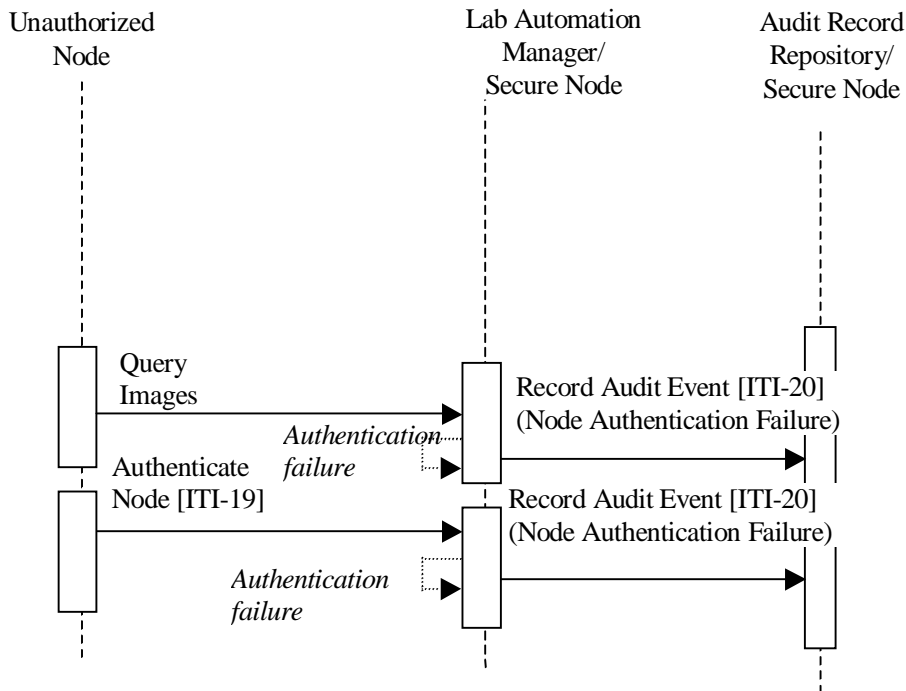 Unauthorized
Node
Lab Automation
Manager/
Secure Node
Audit Record
Repository/
Secure Node
Query
Images
Record Audit Event [ITI-20]
(Node Authentication Failure)
Authentication
failure
Authenticate
Node [ITI-19]
Record Audit Event [ITI-20]
(Node Authentication Failure)
Authentication
failure